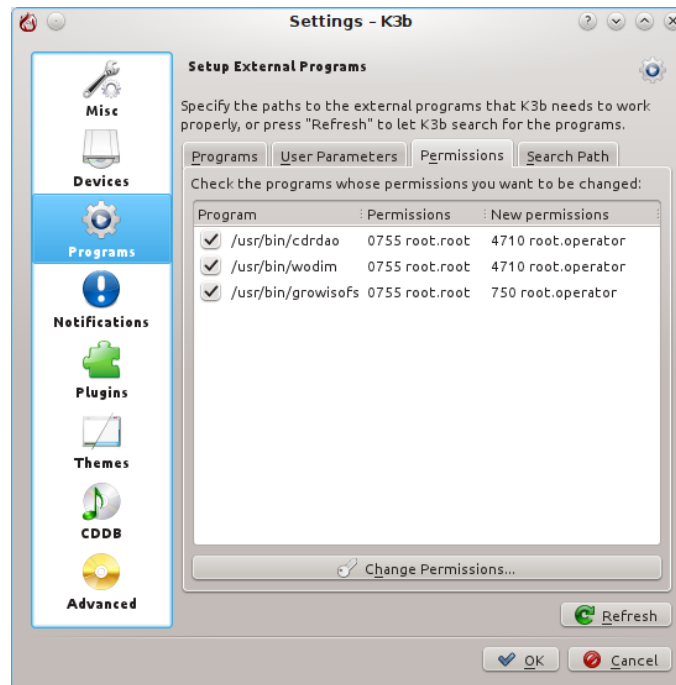 Settings - K3b
Misc
Devices
Programs
Notifications
Plugins
Themes
CDDB
Advanced
Setup External Programs
Specify the paths to the external programs that K3b needs to work
properly, or press "Refresh" to let K3b search for the programs.
Programs User Parameters Permissions Search Path
Check the programs whose permissions you want to be changed:
Program Permissions New permissions
/usr/bin/cdrdao 0755 root.root 4710 root.operator
/usr/bin/wodim 0755 root.root 4710 root.operator
/usr/bin/growisofs 0755 root.root 750 root.operator
Change Permissions...
Refresh
OK Cancel